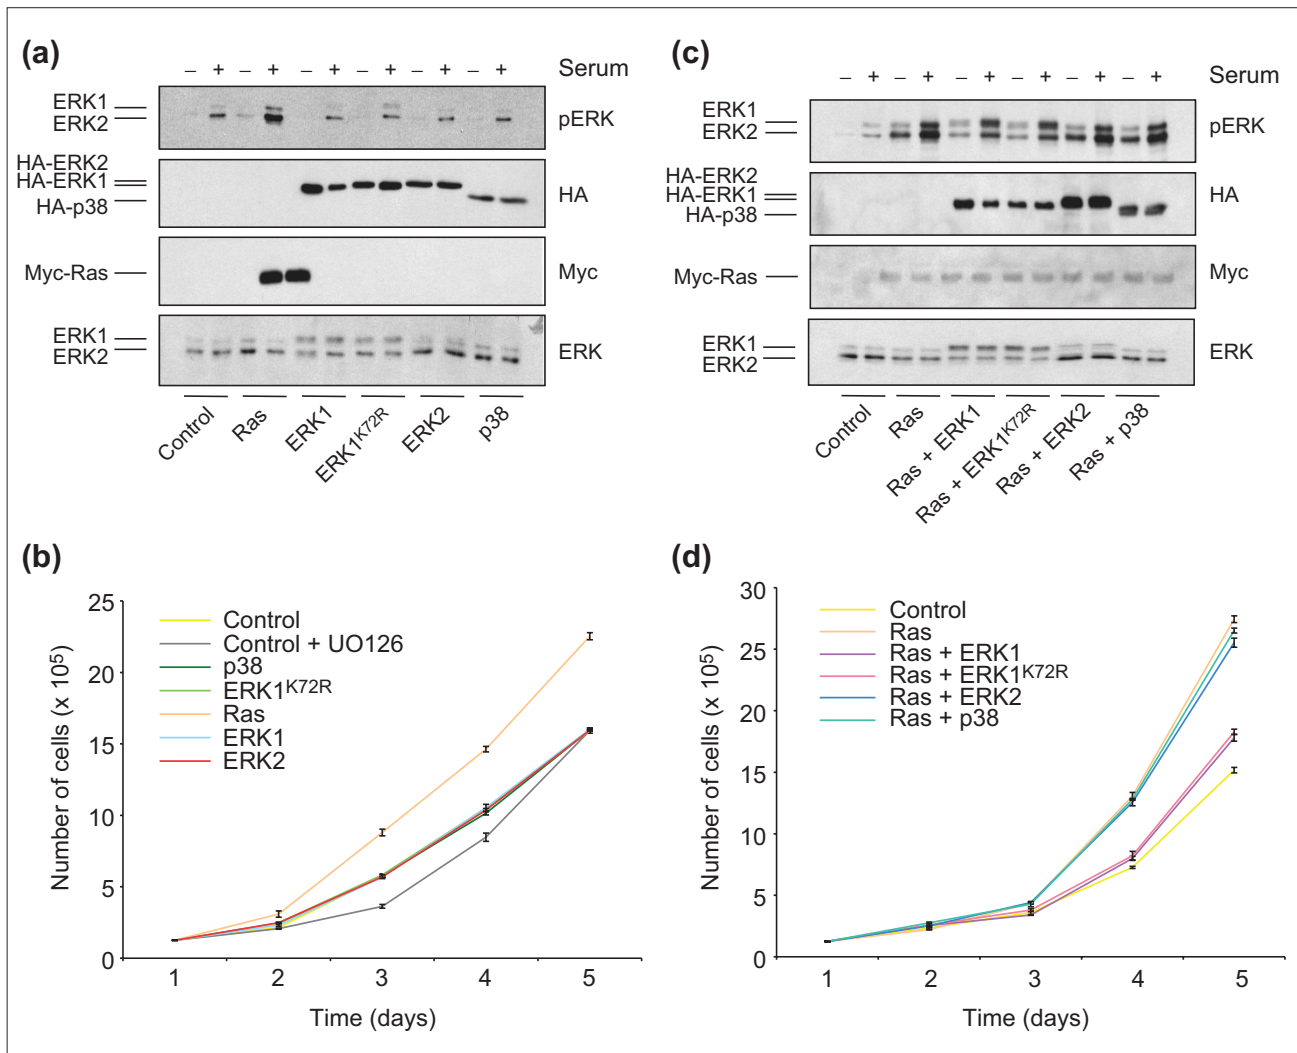 (a)
– + – + – + – + – + – + Serum
ERK1
ERK2
pERK
HA-ERK2
HA-ERK1
HA-p38
HA
Myc-Ras
Myc
ERK1
ERK2
ERK
Control
Ras
ERK1
ERK1K72R
ERK2
p38
(c)
– + – + – + – + – + – + Serum
ERK1
ERK2
pERK
HA-ERK2
HA-ERK1
HA-p38
HA
Myc-Ras
Myc
ERK1
ERK2
ERK
Control
Ras
Ras + ERK1
Ras + ERK1K72R
Ras + ERK2
Ras + p38
(b)
Number of cells (x 10⁵)
25
20
15
10
5
0
Control
Control + UO126
p38
ERK1K72R
Ras
ERK1
ERK2
1 2 3 4 5
Time (days)
(d)
Number of cells (x 10⁵)
30
25
20
15
10
5
0
Control
Ras
Ras + ERK1
Ras + ERK1K72R
Ras + ERK2
Ras + p38
1 2 3 4 5
Time (days)